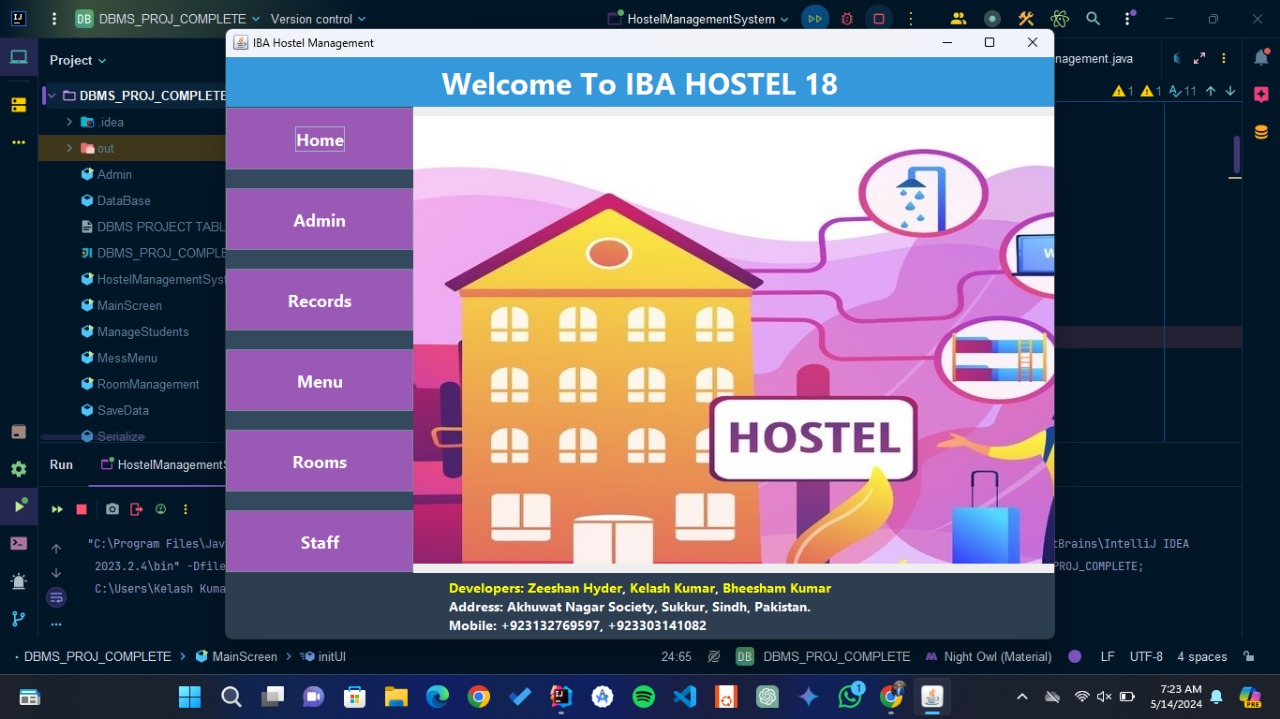 DB DBMS_PROJ_COMPLETE Version control HostelManagementSystem
IBA Hostel Management
Project
nagement.java
Welcome To IBA HOSTEL 18
1 1 11
DBMS_PROJ_COMPLETE
.idea
out
Admin
DataBase
DBMS PROJECT TABL
DBMS_PROJ_COMPLE
HostelManagementSyst
MainScreen
ManageStudents
MessMenu
RoomManagement
SaveData
Serialize
Home
Admin
Records
Menu
Rooms
Staff
W
HOSTEL
Run HostelManagementS
"C:\Program Files\Jav
tBrains\IntelliJ IDEA
2023.2.4\bin" -Dfile
PROJ_COMPLETE;
C:\Users\Kelash Kuma
Developers: Zeeshan Hyder, Kelash Kumar, Bheesham Kumar
Address: Akhuwat Nagar Society, Sukkur, Sindh, Pakistan.
Mobile: +923132769597, +923303141082
DBMS_PROJ_COMPLETE MainScreen initUI 24:65 DB DBMS_PROJ_COMPLETE Night Owl (Material) LF UTF-8 4 spaces
1
7:23 AM
5/14/2024
PRE